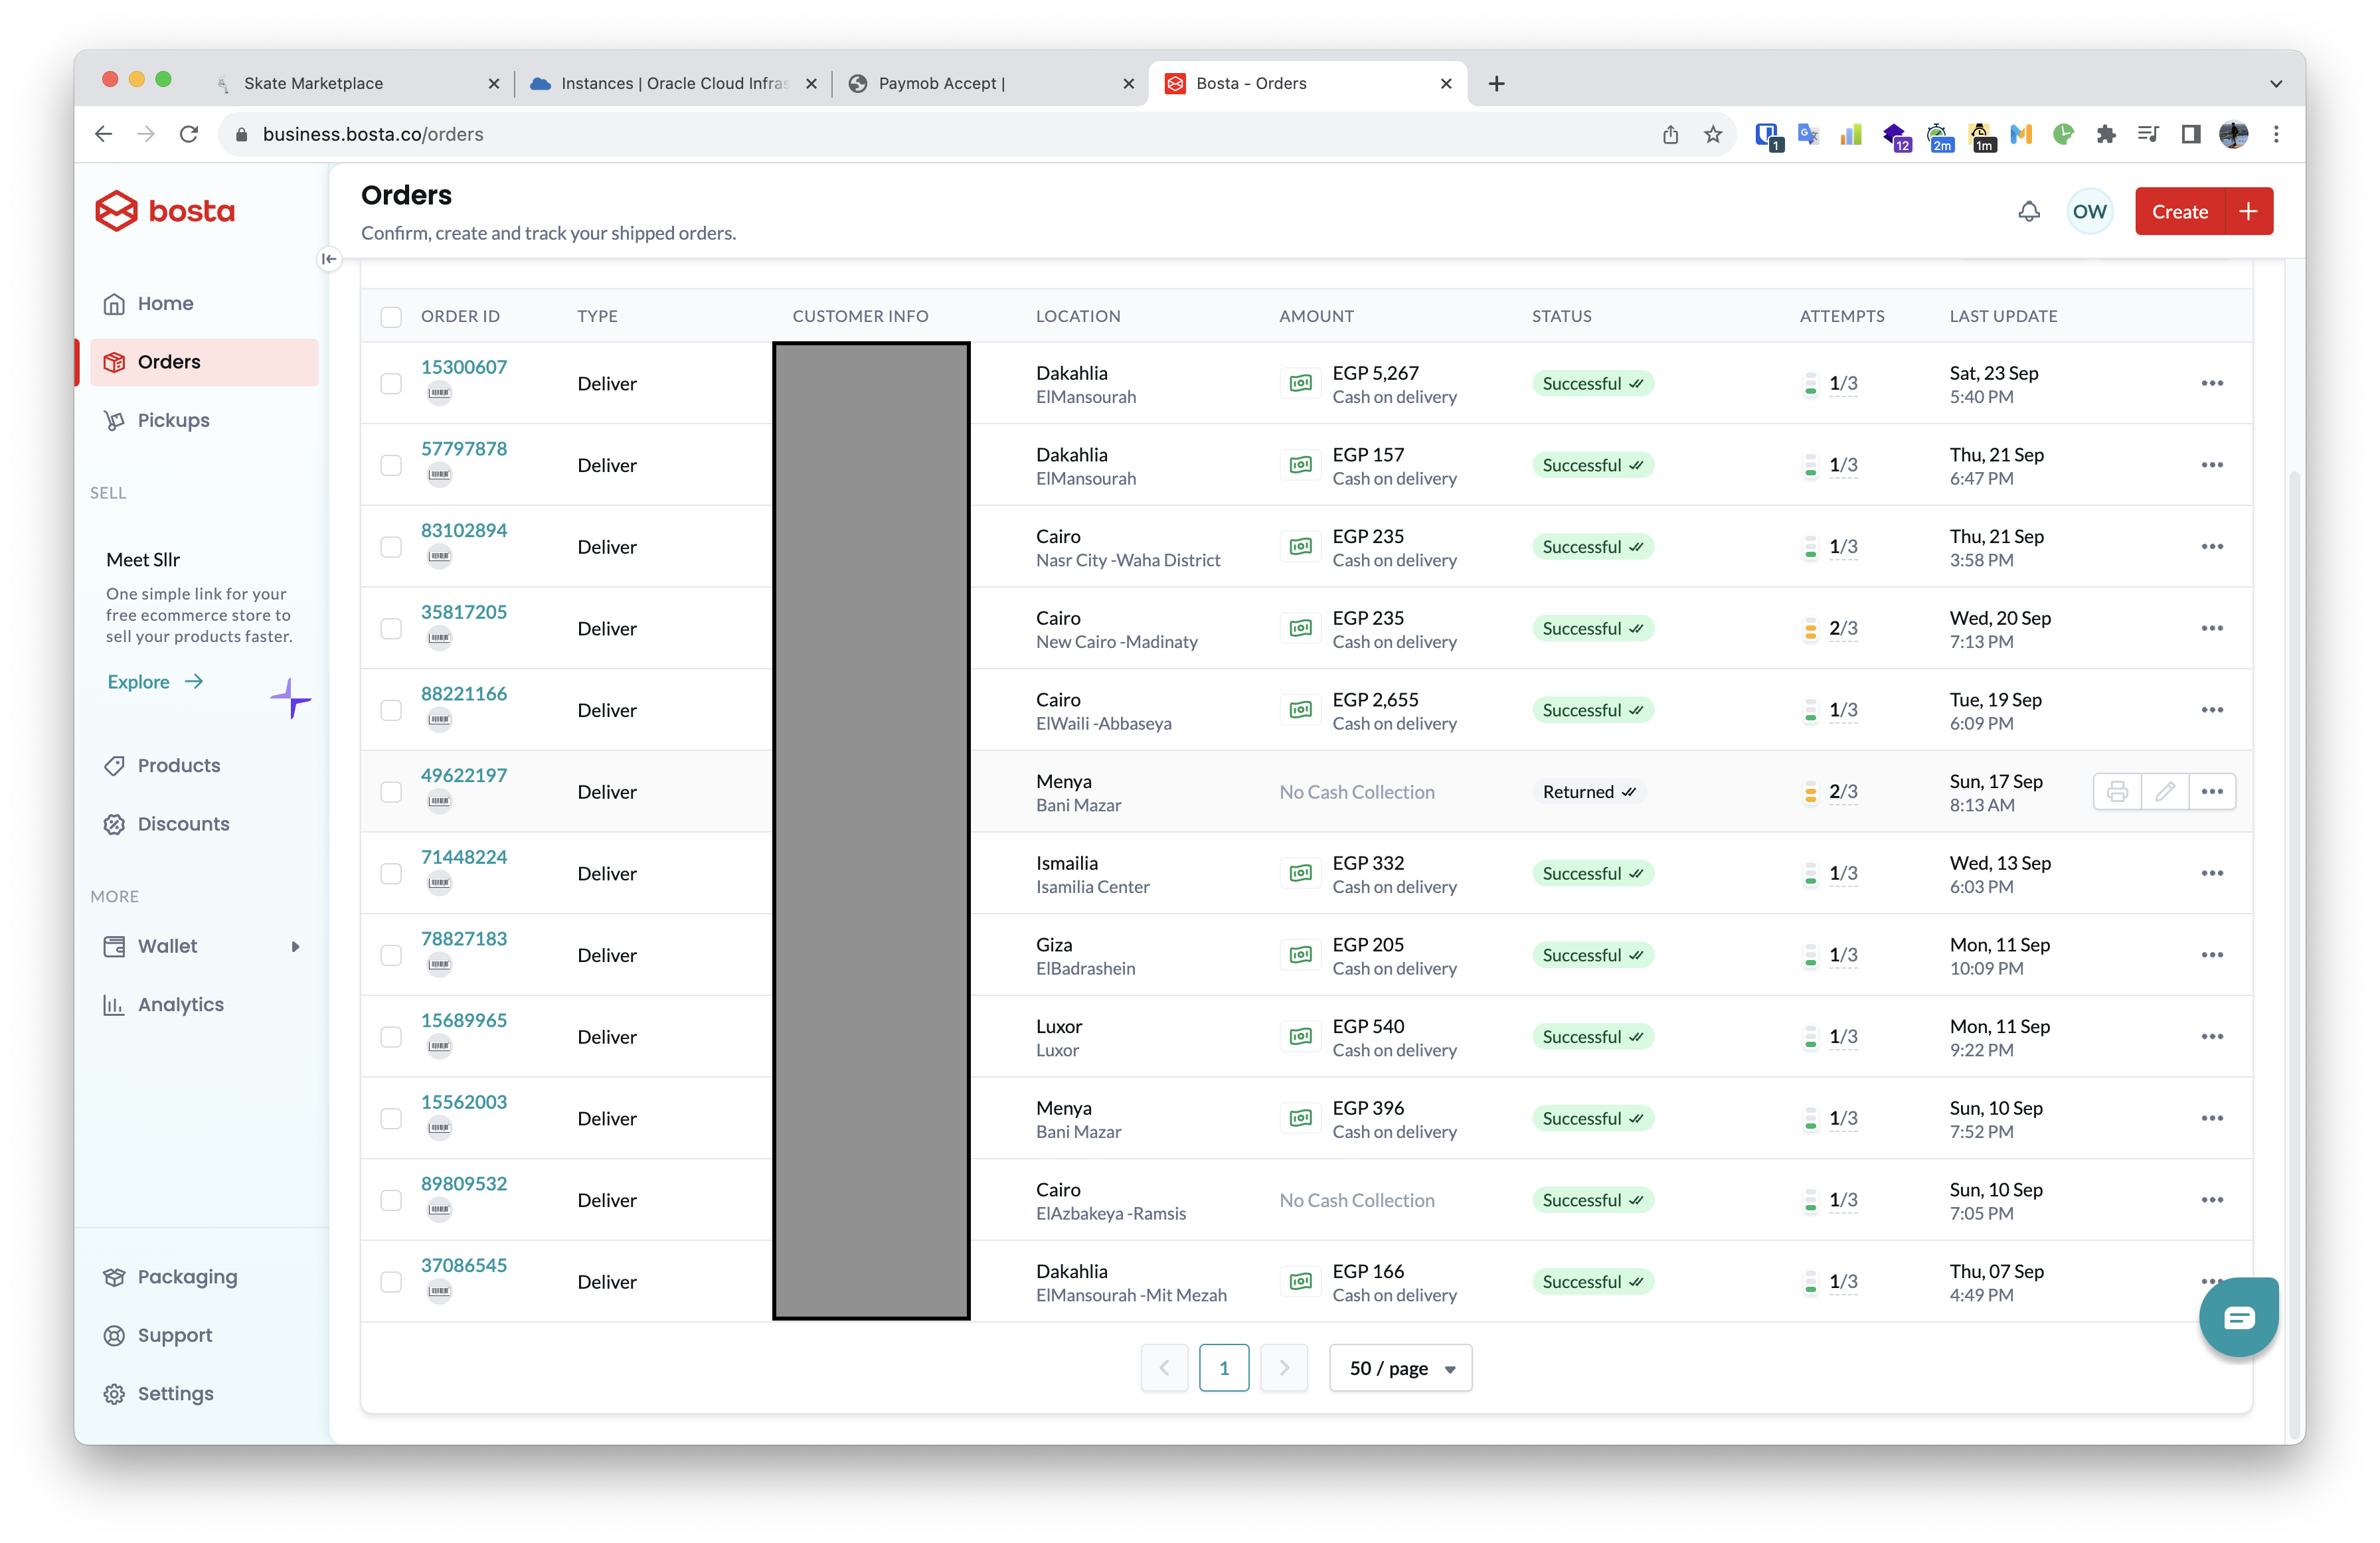 Skate Marketplace
Instances | Oracle Cloud Infras
Paymob Accept |
Bosta - Orders
business.bosta.co/orders
1
12
2m
1m
bosta
Orders
Confirm, create and track your shipped orders.
OW
Create +
Home
Orders
Pickups
SELL
Meet Sllr
One simple link for your
free ecommerce store to
sell your products faster.
Explore →
Products
Discounts
MORE
Wallet
Analytics
Packaging
Support
Settings
ORDER ID TYPE CUSTOMER INFO LOCATION AMOUNT STATUS ATTEMPTS LAST UPDATE
15300607 Deliver Dakahlia EGP 5,267 Successful 1/3 Sat, 23 Sep
ElMansourah Cash on delivery 5:40 PM
57797878 Deliver Dakahlia EGP 157 Successful 1/3 Thu, 21 Sep
ElMansourah Cash on delivery 6:47 PM
83102894 Deliver Cairo EGP 235 Successful 1/3 Thu, 21 Sep
Nasr City -Waha District Cash on delivery 3:58 PM
35817205 Deliver Cairo EGP 235 Successful 2/3 Wed, 20 Sep
New Cairo -Madinaty Cash on delivery 7:13 PM
88221166 Deliver Cairo EGP 2,655 Successful 1/3 Tue, 19 Sep
ElWaili -Abbaseya Cash on delivery 6:09 PM
49622197 Deliver Menya No Cash Collection Returned 2/3 Sun, 17 Sep
Bani Mazar 8:13 AM
71448224 Deliver Ismailia EGP 332 Successful 1/3 Wed, 13 Sep
Isamilia Center Cash on delivery 6:03 PM
78827183 Deliver Giza EGP 205 Successful 1/3 Mon, 11 Sep
ElBadrashein Cash on delivery 10:09 PM
15689965 Deliver Luxor EGP 540 Successful 1/3 Mon, 11 Sep
Luxor Cash on delivery 9:22 PM
15562003 Deliver Menya EGP 396 Successful 1/3 Sun, 10 Sep
Bani Mazar Cash on delivery 7:52 PM
89809532 Deliver Cairo No Cash Collection Successful 1/3 Sun, 10 Sep
ElAzbakeya -Ramsis 7:05 PM
37086545 Deliver Dakahlia EGP 166 Successful 1/3 Thu, 07 Sep
ElMansourah -Mit Mezah Cash on delivery 4:49 PM
1
50 / page